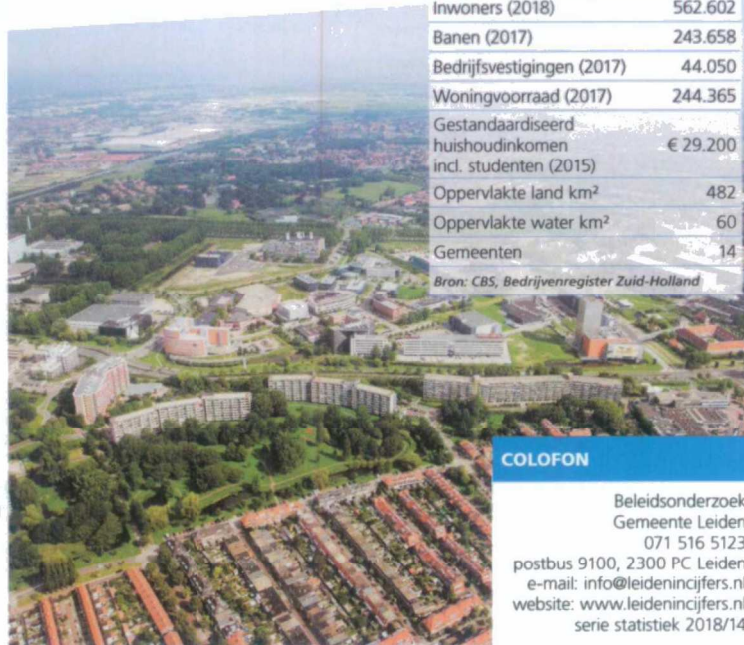 Inwoners (2018) 562.602
Banen (2017) 243.658
Bedrijfsvestigingen (2017) 44.050
Woningvoorraad (2017) 244.365
Gestandaardiseerd
huishoudinkomen € 29.200
incl. studenten (2015)
Oppervlakte land km² 482
Oppervlakte water km² 60
Gemeenten 14
Bron: CBS, Bedrijvenregister Zuid-Holland
COLOFON
Beleidsonderzoek
Gemeente Leiden
071 516 5123
postbus 9100, 2300 PC Leiden
e-mail: info@leidenincijfers.nl
website: www.leidenincijfers.nl
serie statistiek 2018/14